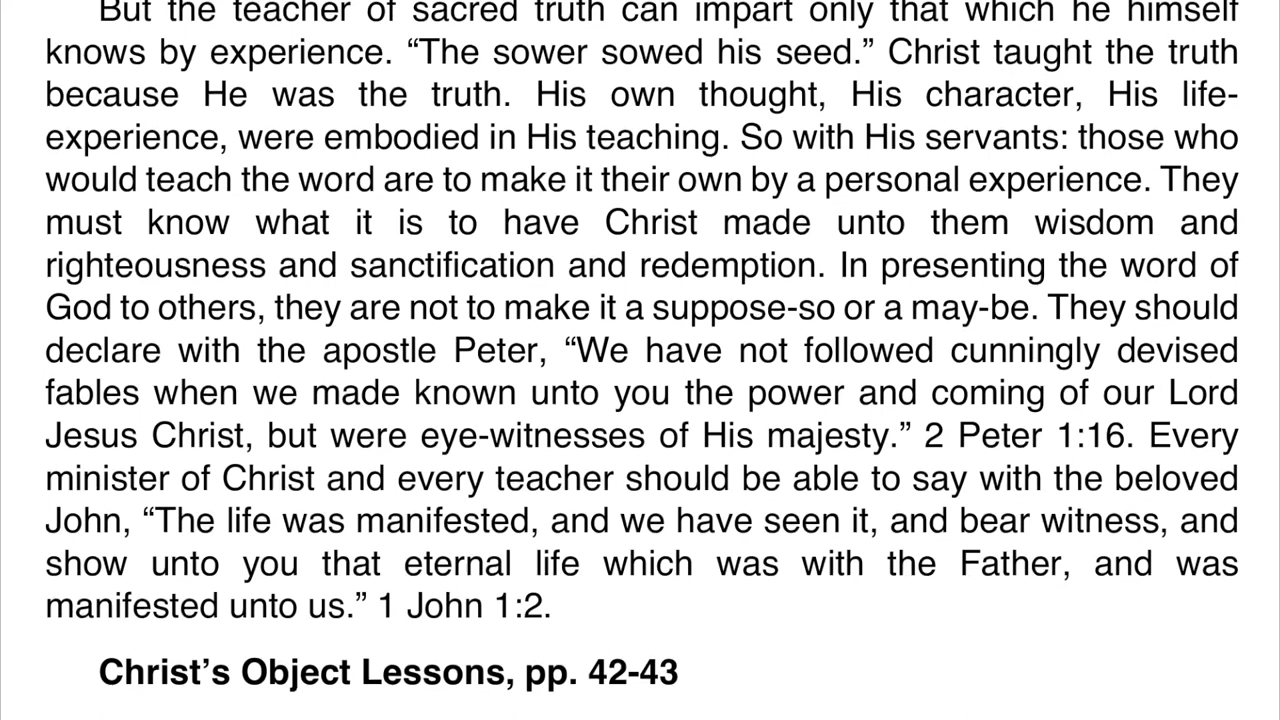 But the teacher of sacred truth can impart only that which he himself
knows by experience. “The sower sowed his seed.” Christ taught the truth
because He was the truth. His own thought, His character, His life-
experience, were embodied in His teaching. So with His servants: those who
would teach the word are to make it their own by a personal experience. They
must know what it is to have Christ made unto them wisdom and
righteousness and sanctification and redemption. In presenting the word of
God to others, they are not to make it a suppose-so or a may-be. They should
declare with the apostle Peter, “We have not followed cunningly devised
fables when we made known unto you the power and coming of our Lord
Jesus Christ, but were eye-witnesses of His majesty.” 2 Peter 1:16. Every
minister of Christ and every teacher should be able to say with the beloved
John, “The life was manifested, and we have seen it, and bear witness, and
show unto you that eternal life which was with the Father, and was
manifested unto us.” 1 John 1:2.
Christ’s Object Lessons, pp. 42-43